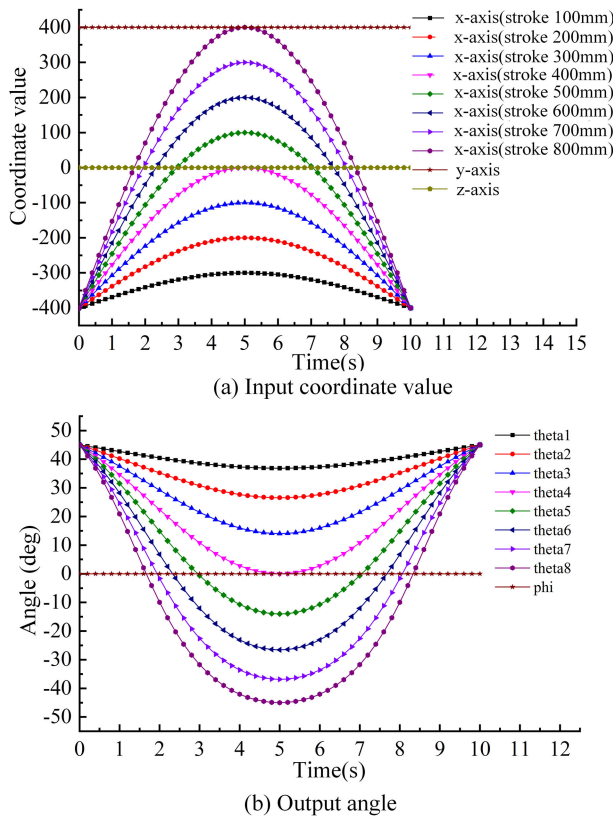 400
300
200
100
0
-100
-200
-300
-400
Coordinate value
0 1 2 3 4 5 6 7 8 9 10 11 12 13 14 15
Time(s)
x-axis(stroke 100mm)
x-axis(stroke 200mm)
x-axis(stroke 300mm)
x-axis(stroke 400mm)
x-axis(stroke 500mm)
x-axis(stroke 600mm)
x-axis(stroke 700mm)
x-axis(stroke 800mm)
y-axis
z-axis
(a) Input coordinate value
50
40
30
20
10
0
-10
-20
-30
-40
-50
Angle (deg)
0 1 2 3 4 5 6 7 8 9 10 11 12
Time(s)
theta1
theta2
theta3
theta4
theta5
theta6
theta7
theta8
phi
(b) Output angle